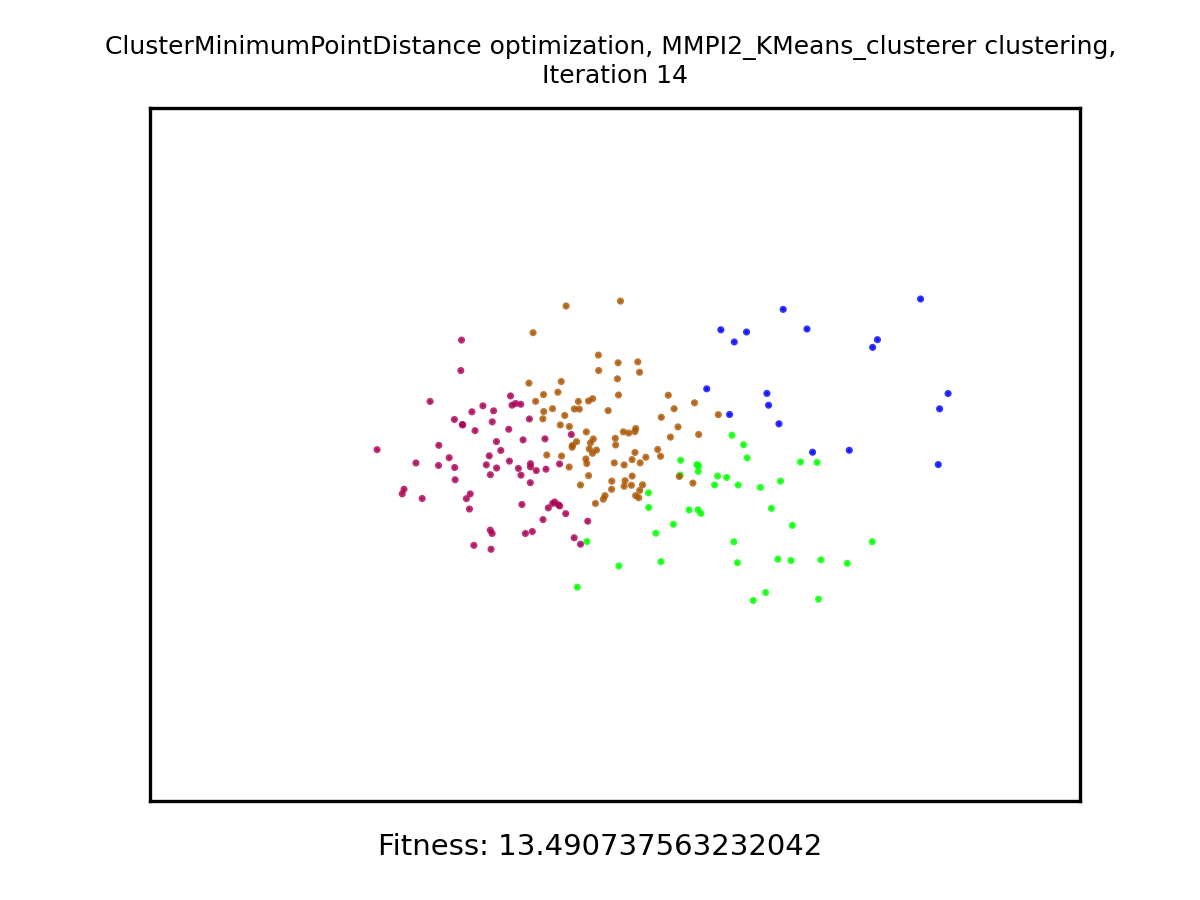 ClusterMinimumPointDistance optimization, MMPI2_KMeans_clusterer clustering,
Iteration 14
Fitness: 13.490737563232042